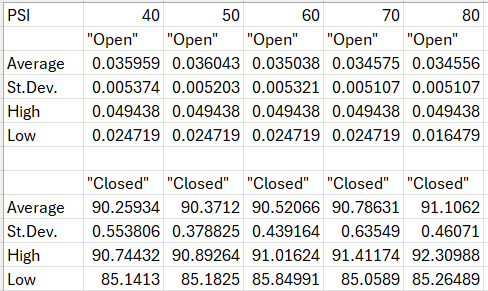 PSI 40 50 60 70 80
"Open" "Open" "Open" "Open" "Open"
Average 0.035959 0.036043 0.035038 0.034575 0.034556
St.Dev. 0.005374 0.005203 0.005321 0.005107 0.005107
High 0.049438 0.049438 0.049438 0.049438 0.049438
Low 0.024719 0.024719 0.024719 0.024719 0.016479
"Closed" "Closed" "Closed" "Closed" "Closed"
Average 90.25934 90.3712 90.52066 90.78631 91.1062
St.Dev. 0.553806 0.378825 0.439164 0.63549 0.46071
High 90.74432 90.89264 91.01624 91.41174 92.30988
Low 85.1413 85.1825 85.84991 85.0589 85.26489